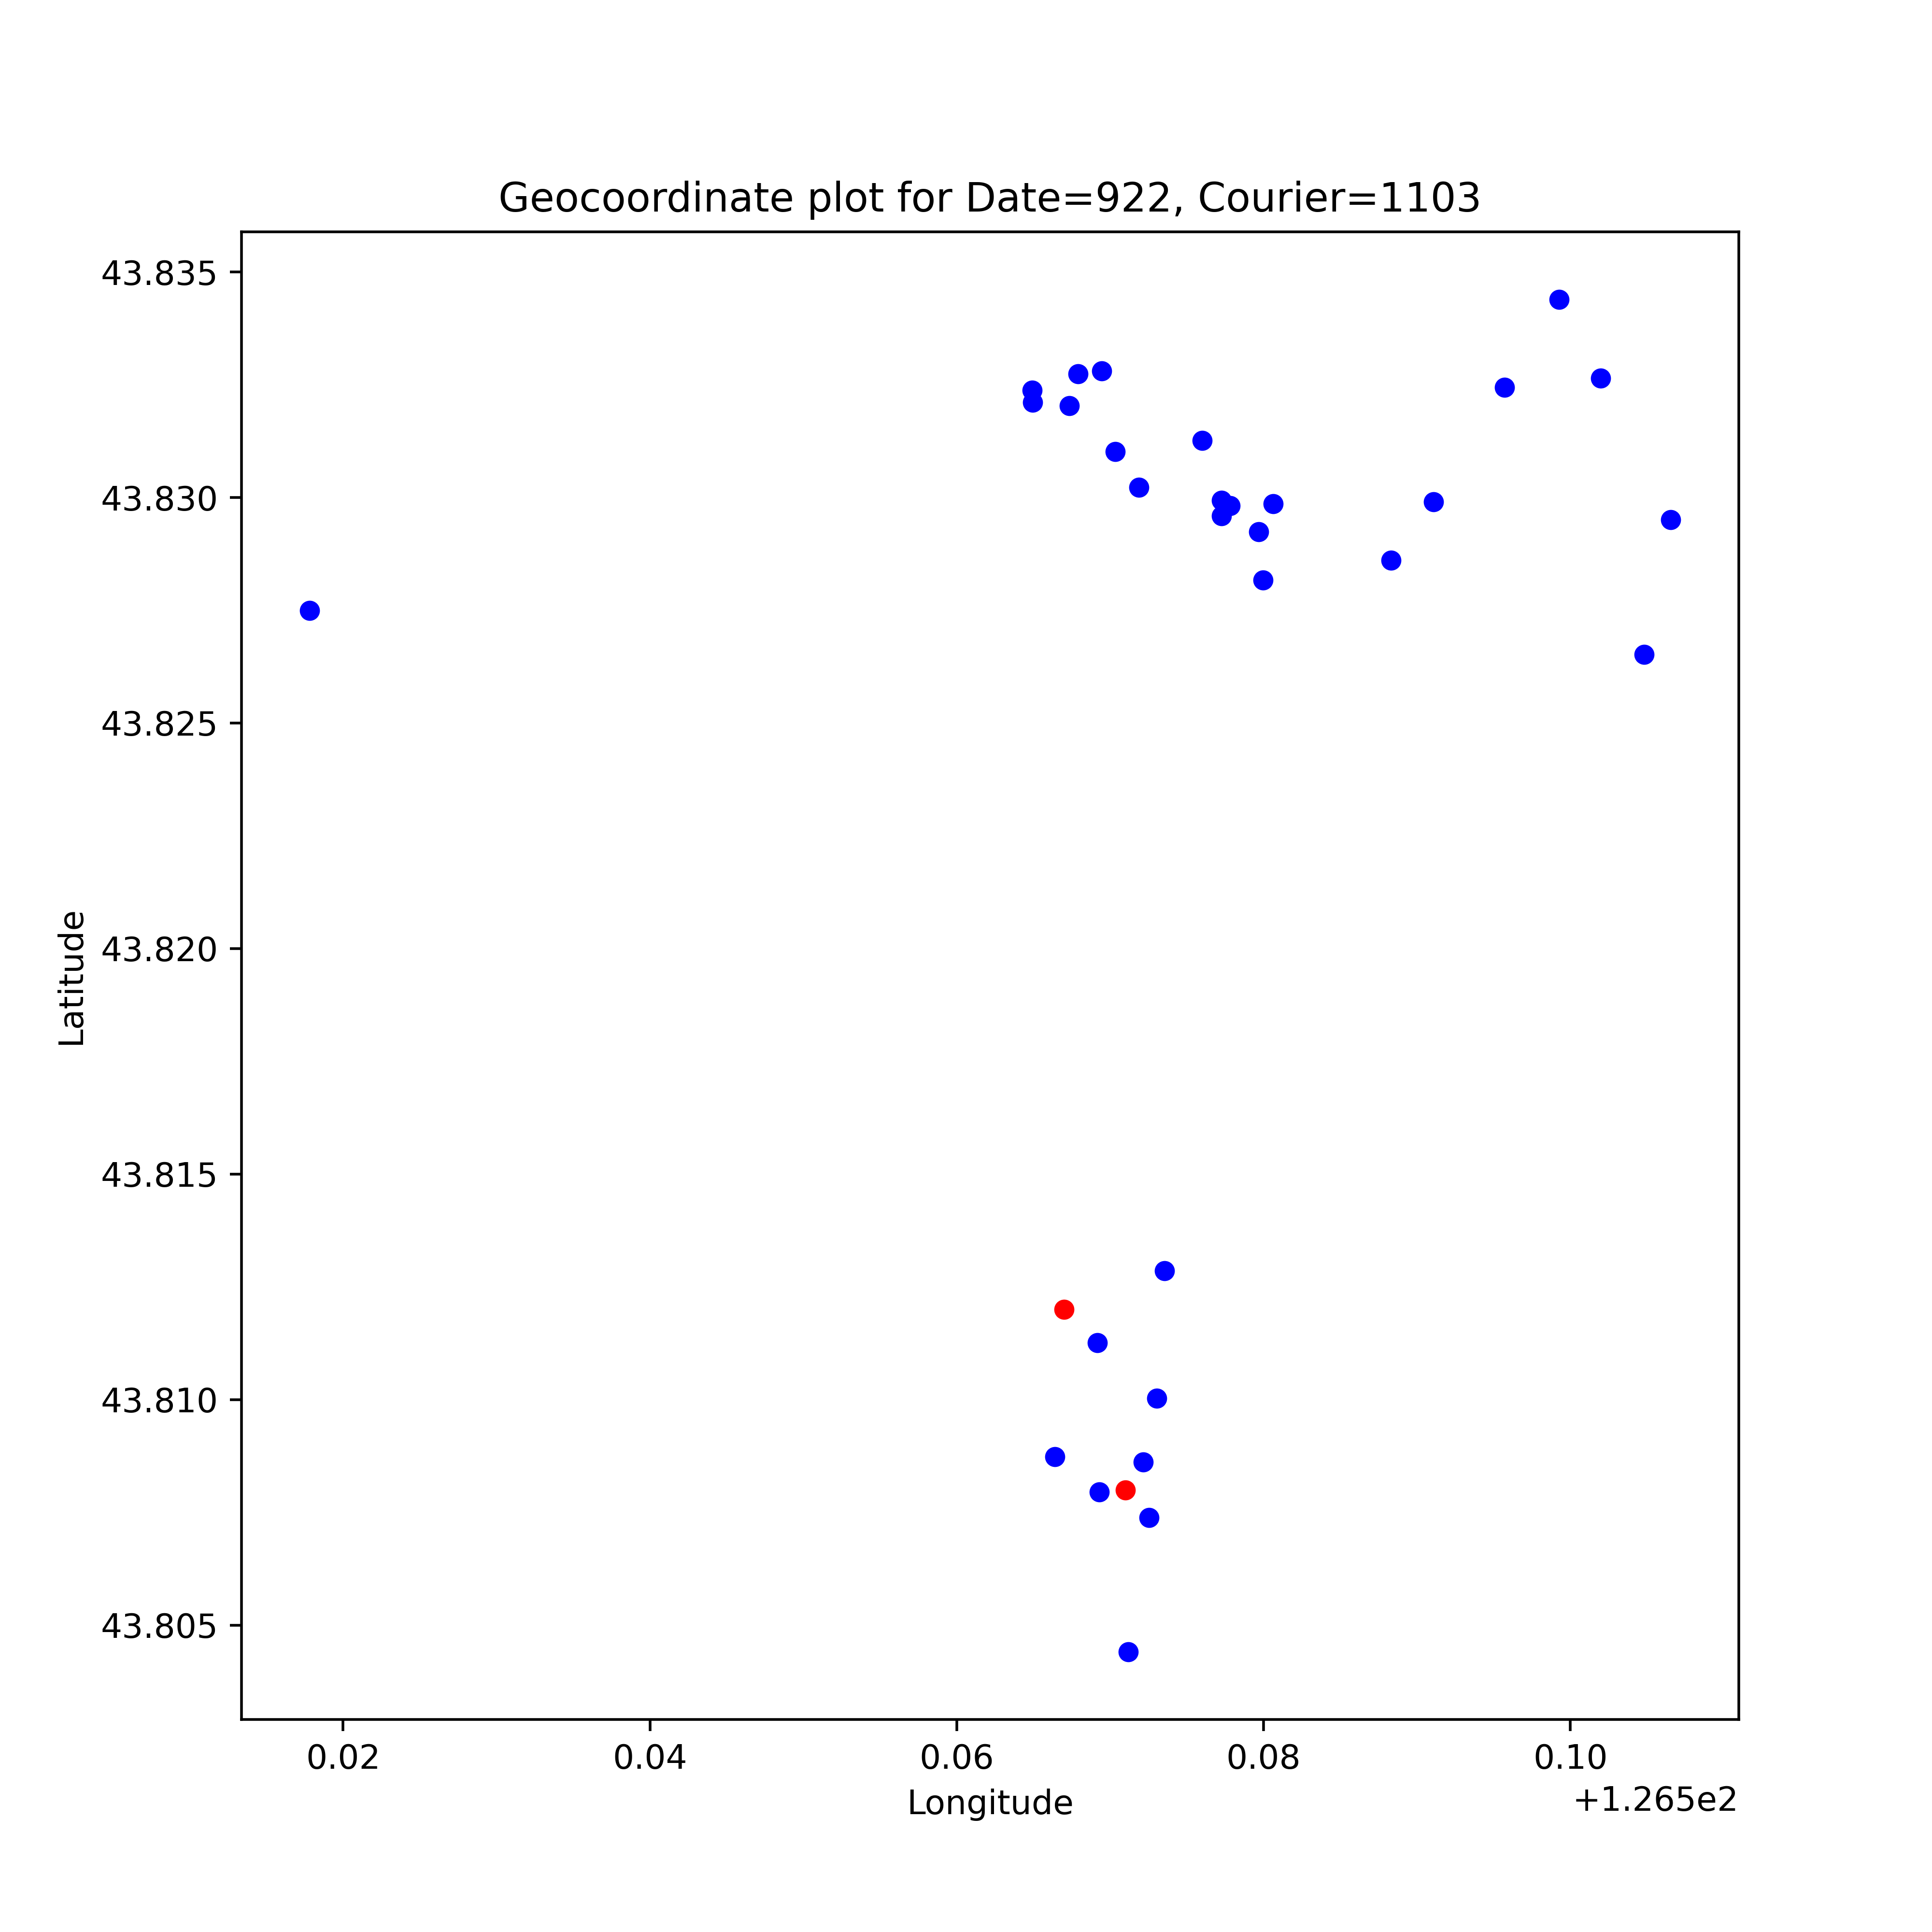 Geocoordinate plot for Date=922, Courier=1103
43.835
43.830
43.825
43.820
43.815
43.810
43.805
Latitude
0.02 0.04 0.06 0.08 0.10
Longitude
+1.265e2